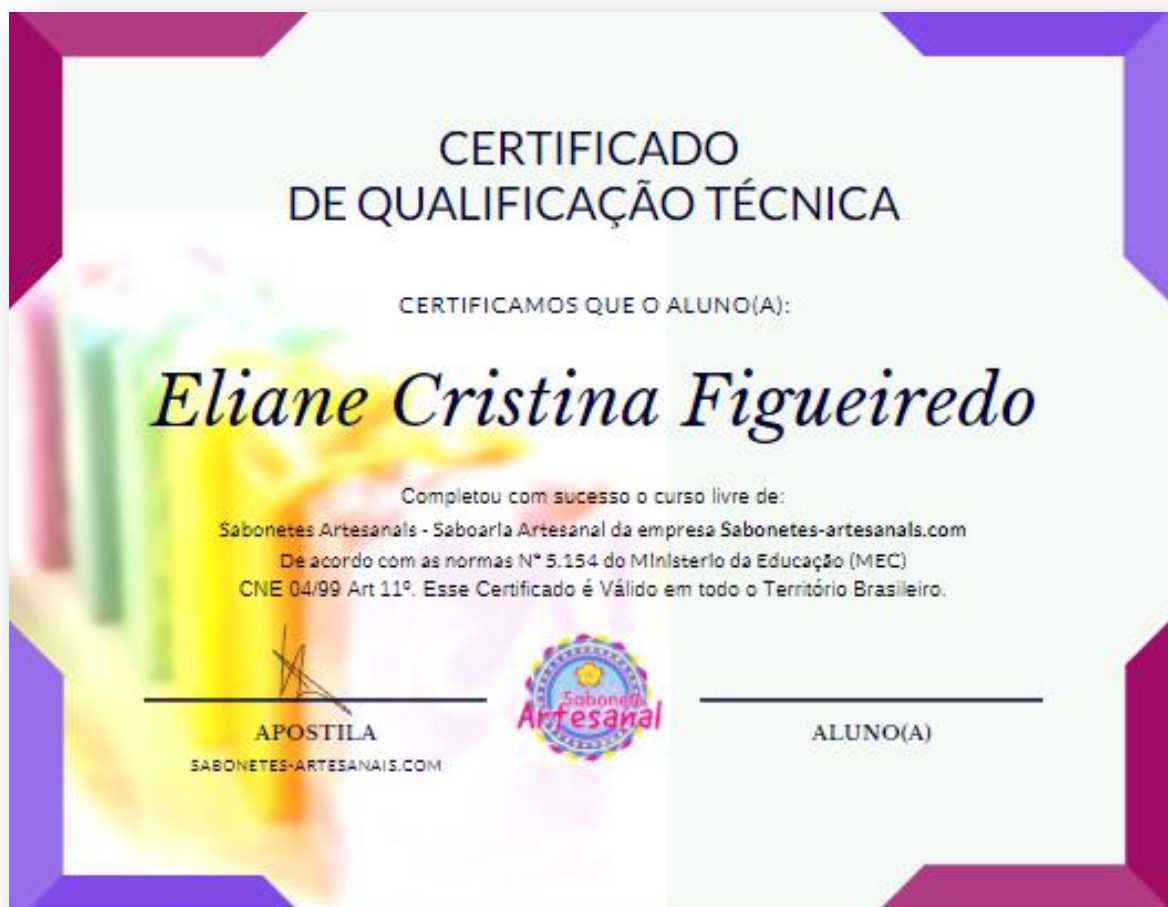 CERTIFICADO
DE QUALIFICAÇÃO TÉCNICA
CERTIFICAMOS QUE O ALUNO(A):
Eliane Cristina Figueiredo
Completou com sucesso o curso livre de:
Sabonetes Artesanais - Saboaria Artesanal da empresa Sabonetes-artesanais.com
De acordo com as normas N° 5.154 do Ministerio da Educação (MEC)
CNE 04/99 Art 11º. Esse Certificado é Válido em todo o Território Brasileiro.
Sabonete
Artesanal
APOSTILA
ALUNO(A)
SABONETES-ARTESANAIS.COM